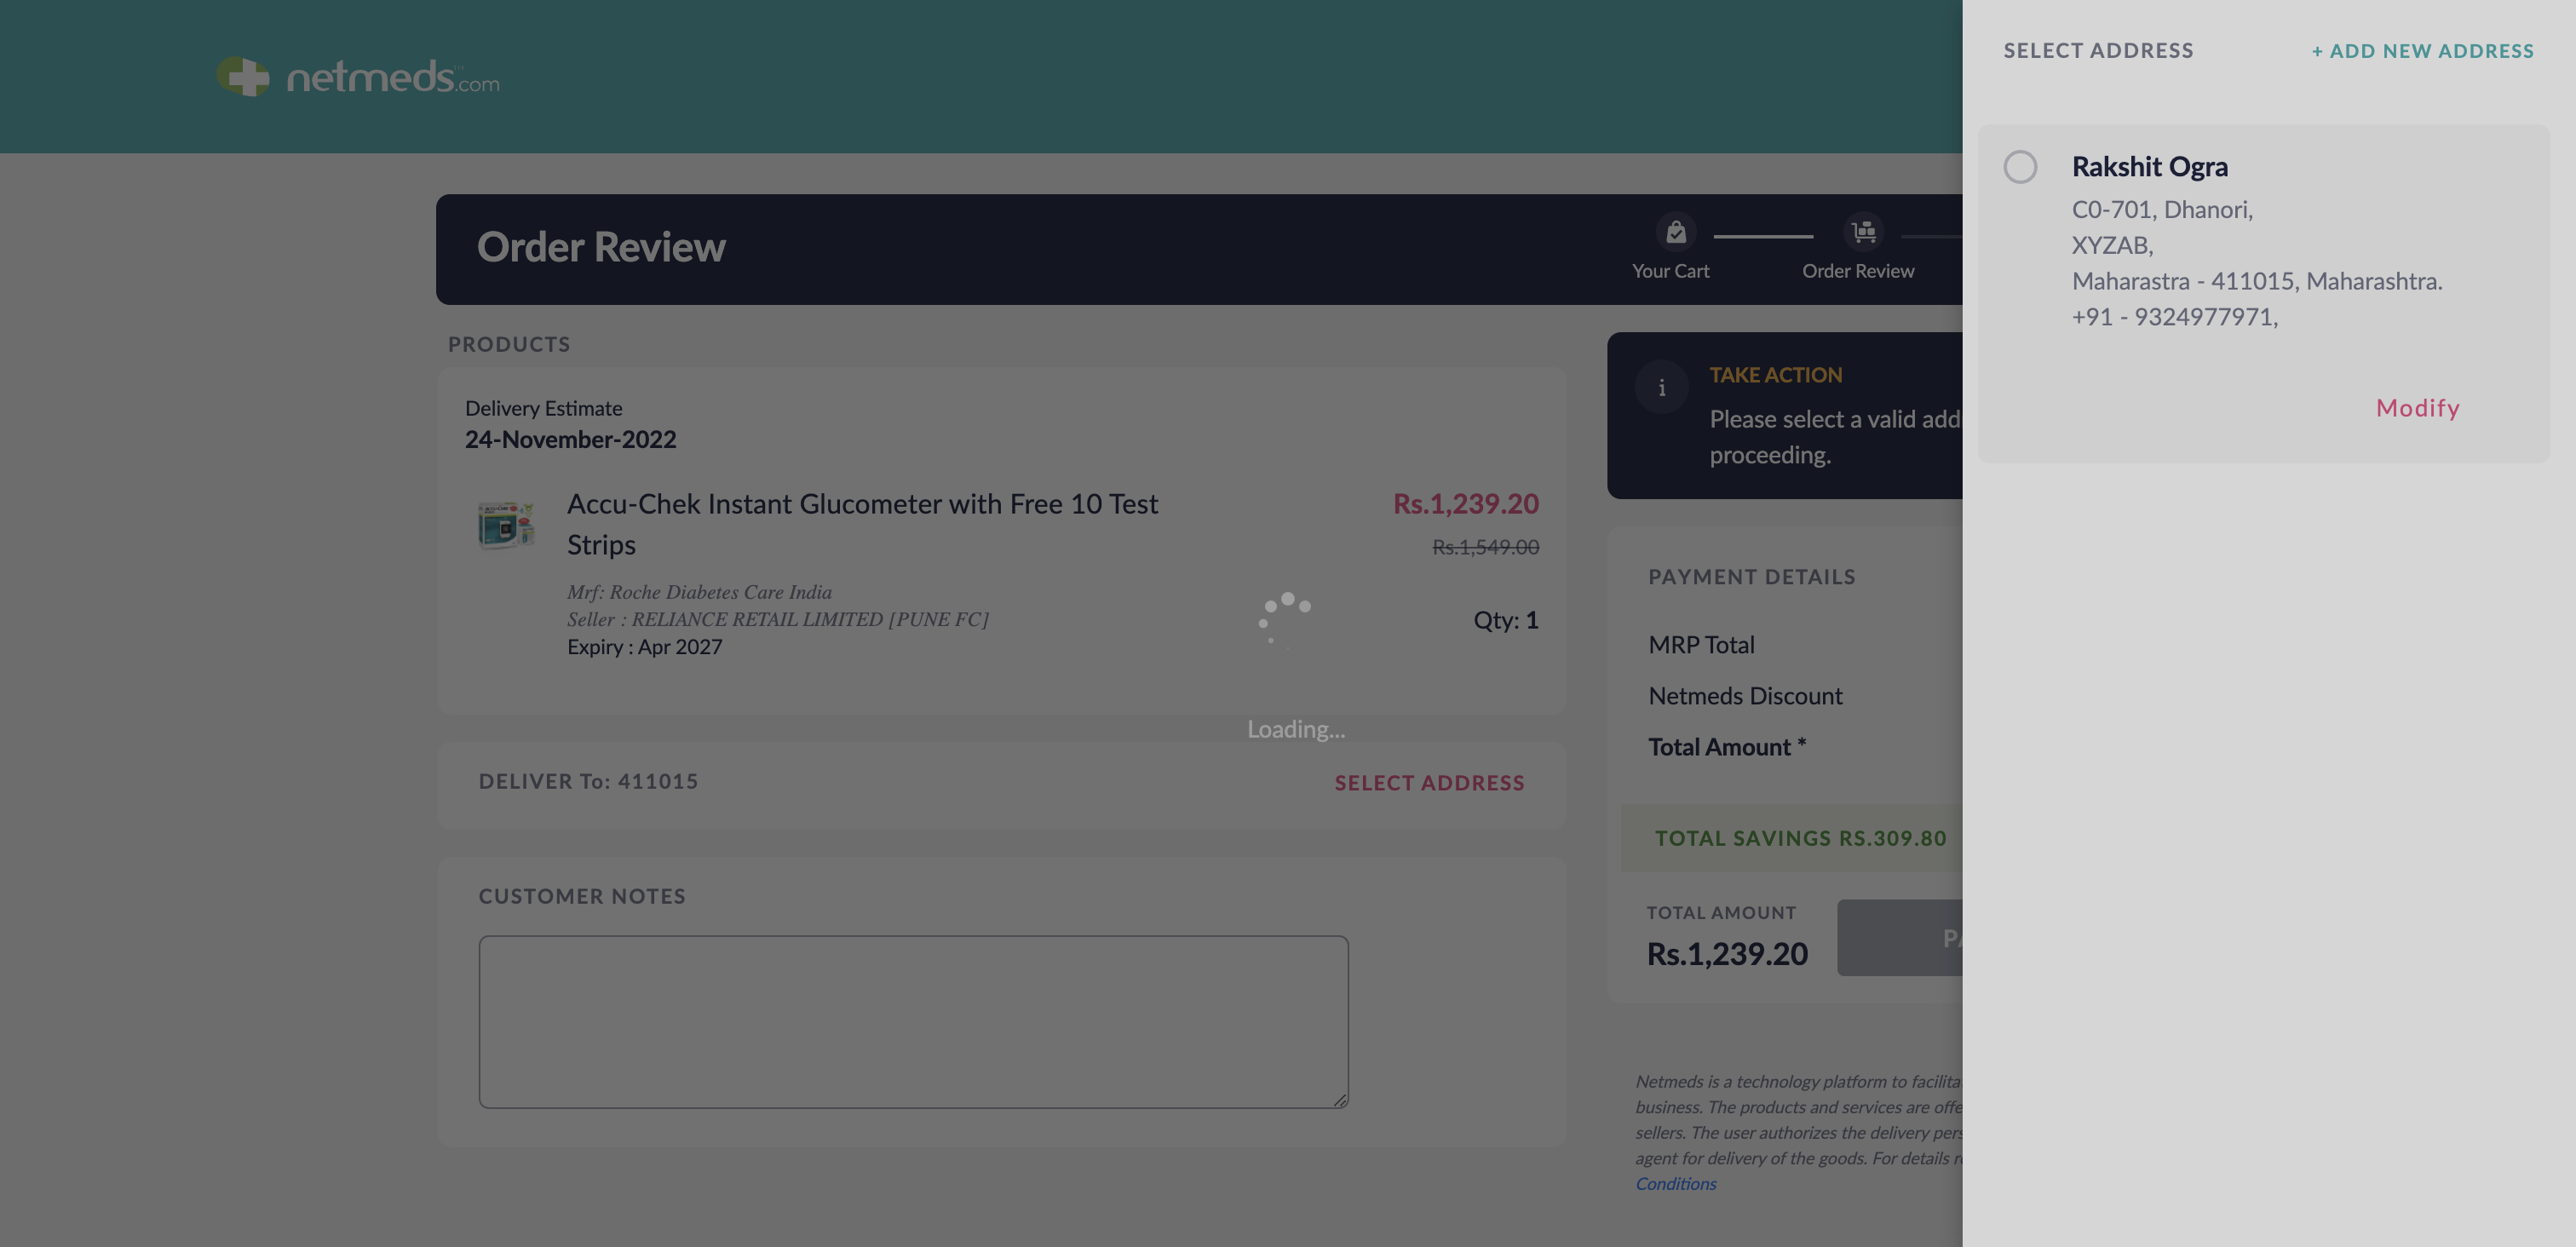 netmeds.com
Order Review
Your Cart
Order Review
PRODUCTS
Delivery Estimate
24-November-2022
Accu-Chek Instant Glucometer with Free 10 Test
Strips
Rs.1,239.20
Rs.1,549.00
Mrf: Roche Diabetes Care India
Seller : RELIANCE RETAIL LIMITED [PUNE FC]
Expiry : Apr 2027
Qty: 1
Loading...
DELIVER To: 411015
SELECT ADDRESS
CUSTOMER NOTES
i
TAKE ACTION
Please select a valid add
proceeding.
PAYMENT DETAILS
MRP Total
Netmeds Discount
Total Amount *
TOTAL SAVINGS RS.309.80
TOTAL AMOUNT
Rs.1,239.20
PA
Netmeds is a technology platform to facilita
business. The products and services are offe
sellers. The user authorizes the delivery pers
agent for delivery of the goods. For details r
Conditions
SELECT ADDRESS
+ ADD NEW ADDRESS
Rakshit Ogra
C0-701, Dhanori,
XYZAB,
Maharastra - 411015, Maharashtra.
+91 - 9324977971,
Modify